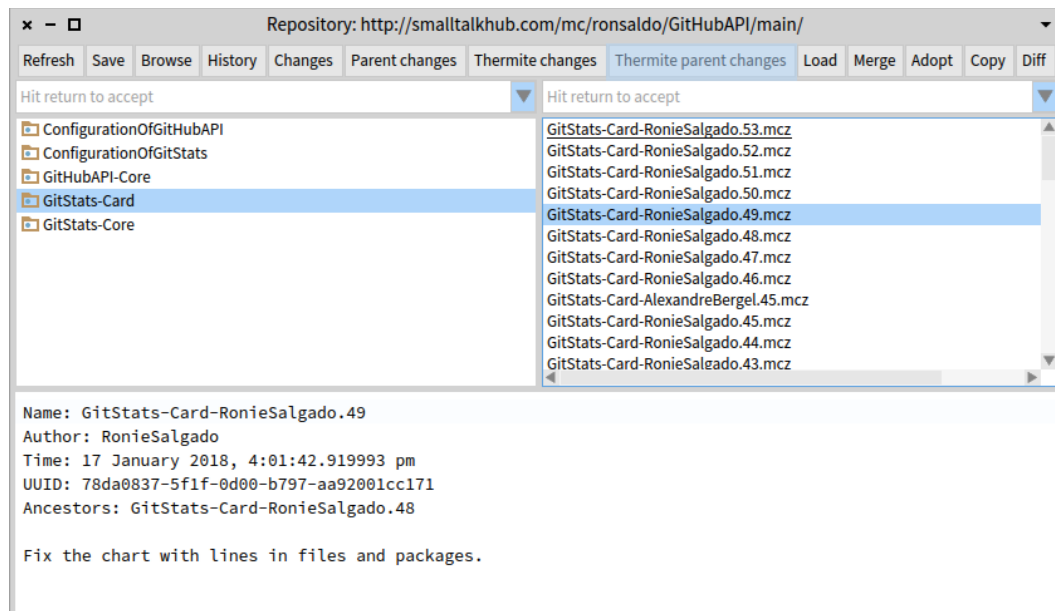 Repository: http://smalltalkhub.com/mc/ronsaldo/GitHubAPI/main/
Refresh Save Browse History Changes Parent changes Thermite changes Thermite parent changes Load Merge Adopt Copy Diff
Hit return to accept
Hit return to accept
ConfigurationOfGitHubAPI
ConfigurationOfGitStats
GitHubAPI-Core
GitStats-Card
GitStats-Core
GitStats-Card-RonieSalgado.53.mcz
GitStats-Card-RonieSalgado.52.mcz
GitStats-Card-RonieSalgado.51.mcz
GitStats-Card-RonieSalgado.50.mcz
GitStats-Card-RonieSalgado.49.mcz
GitStats-Card-RonieSalgado.48.mcz
GitStats-Card-RonieSalgado.47.mcz
GitStats-Card-RonieSalgado.46.mcz
GitStats-Card-AlexandreBergel.45.mcz
GitStats-Card-RonieSalgado.45.mcz
GitStats-Card-RonieSalgado.44.mcz
GitStats-Card-RonieSalgado.43.mcz
Name: GitStats-Card-RonieSalgado.49
Author: RonieSalgado
Time: 17 January 2018, 4:01:42.919993 pm
UUID: 78da0837-5f1f-0d00-b797-aa92001cc171
Ancestors: GitStats-Card-RonieSalgado.48
Fix the chart with lines in files and packages.